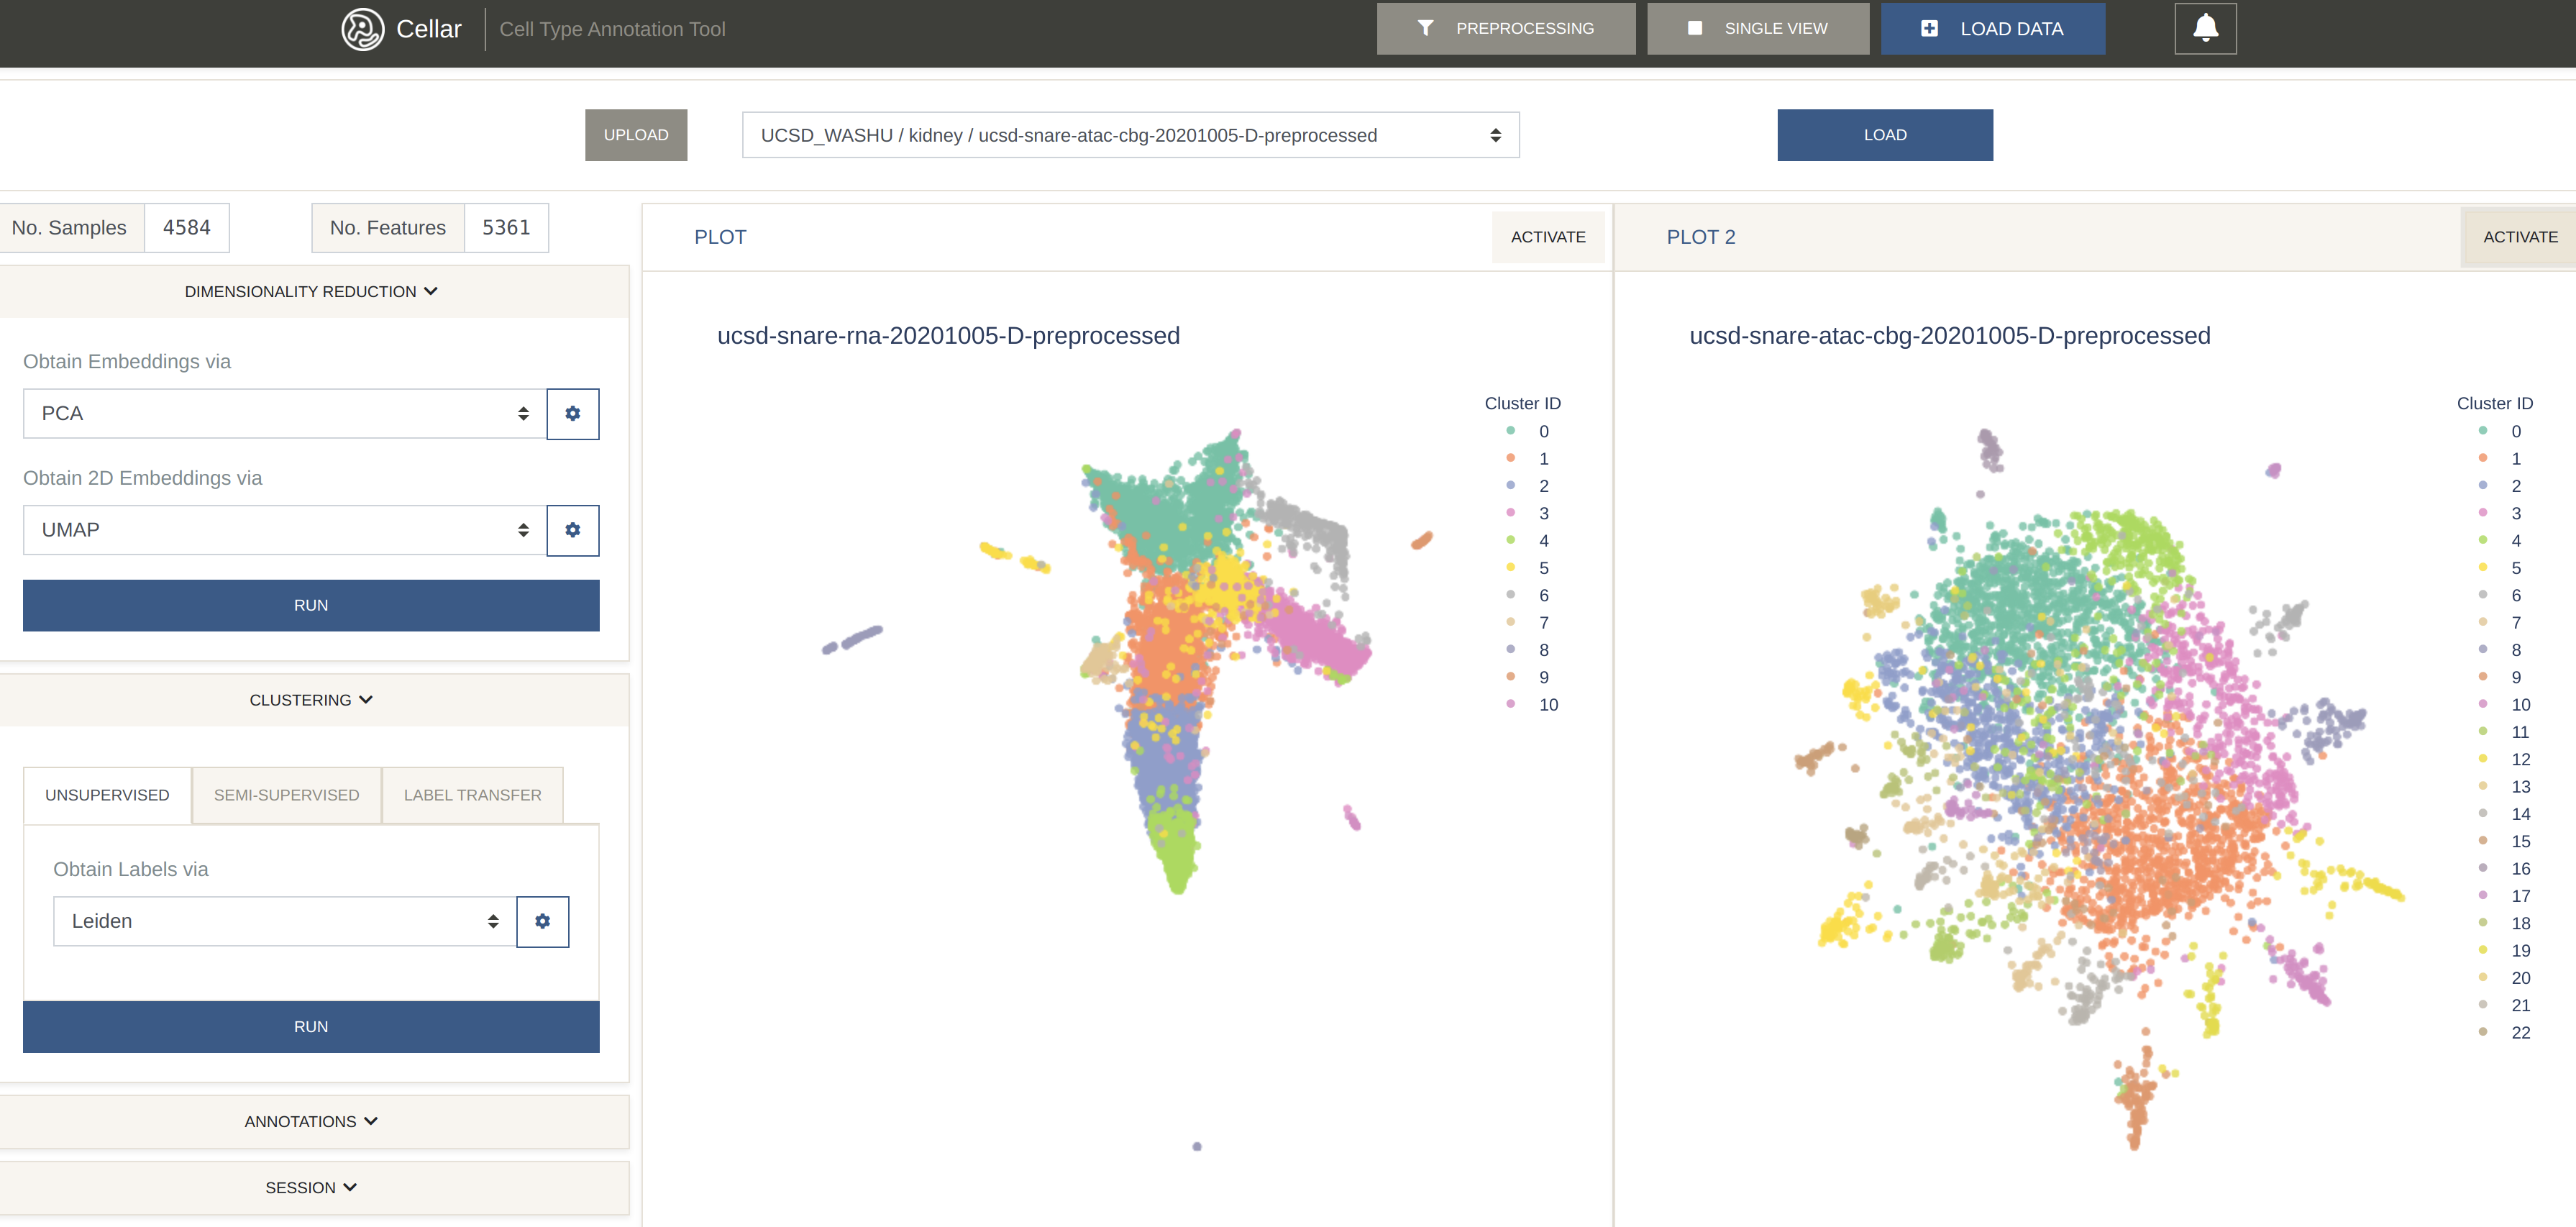 Cellar
Cell Type Annotation Tool
PREPROCESSING
SINGLE VIEW
LOAD DATA
UPLOAD
UCSD_WASHU / kidney / ucsd-snare-atac-cbg-20201005-D-preprocessed
LOAD
No. Samples 4584
No. Features 5361
DIMENSIONALITY REDUCTION
Obtain Embeddings via
PCA
Obtain 2D Embeddings via
UMAP
RUN
CLUSTERING
UNSUPERVISED
SEMI-SUPERVISED
LABEL TRANSFER
Obtain Labels via
Leiden
RUN
ANNOTATIONS
SESSION
PLOT
ACTIVATE
ucsd-snare-rna-20201005-D-preprocessed
Cluster ID
0
1
2
3
4
5
6
7
8
9
10
PLOT 2
ACTIVATE
ucsd-snare-atac-cbg-20201005-D-preprocessed
Cluster ID
0
1
2
3
4
5
6
7
8
9
10
11
12
13
14
15
16
17
18
19
20
21
22